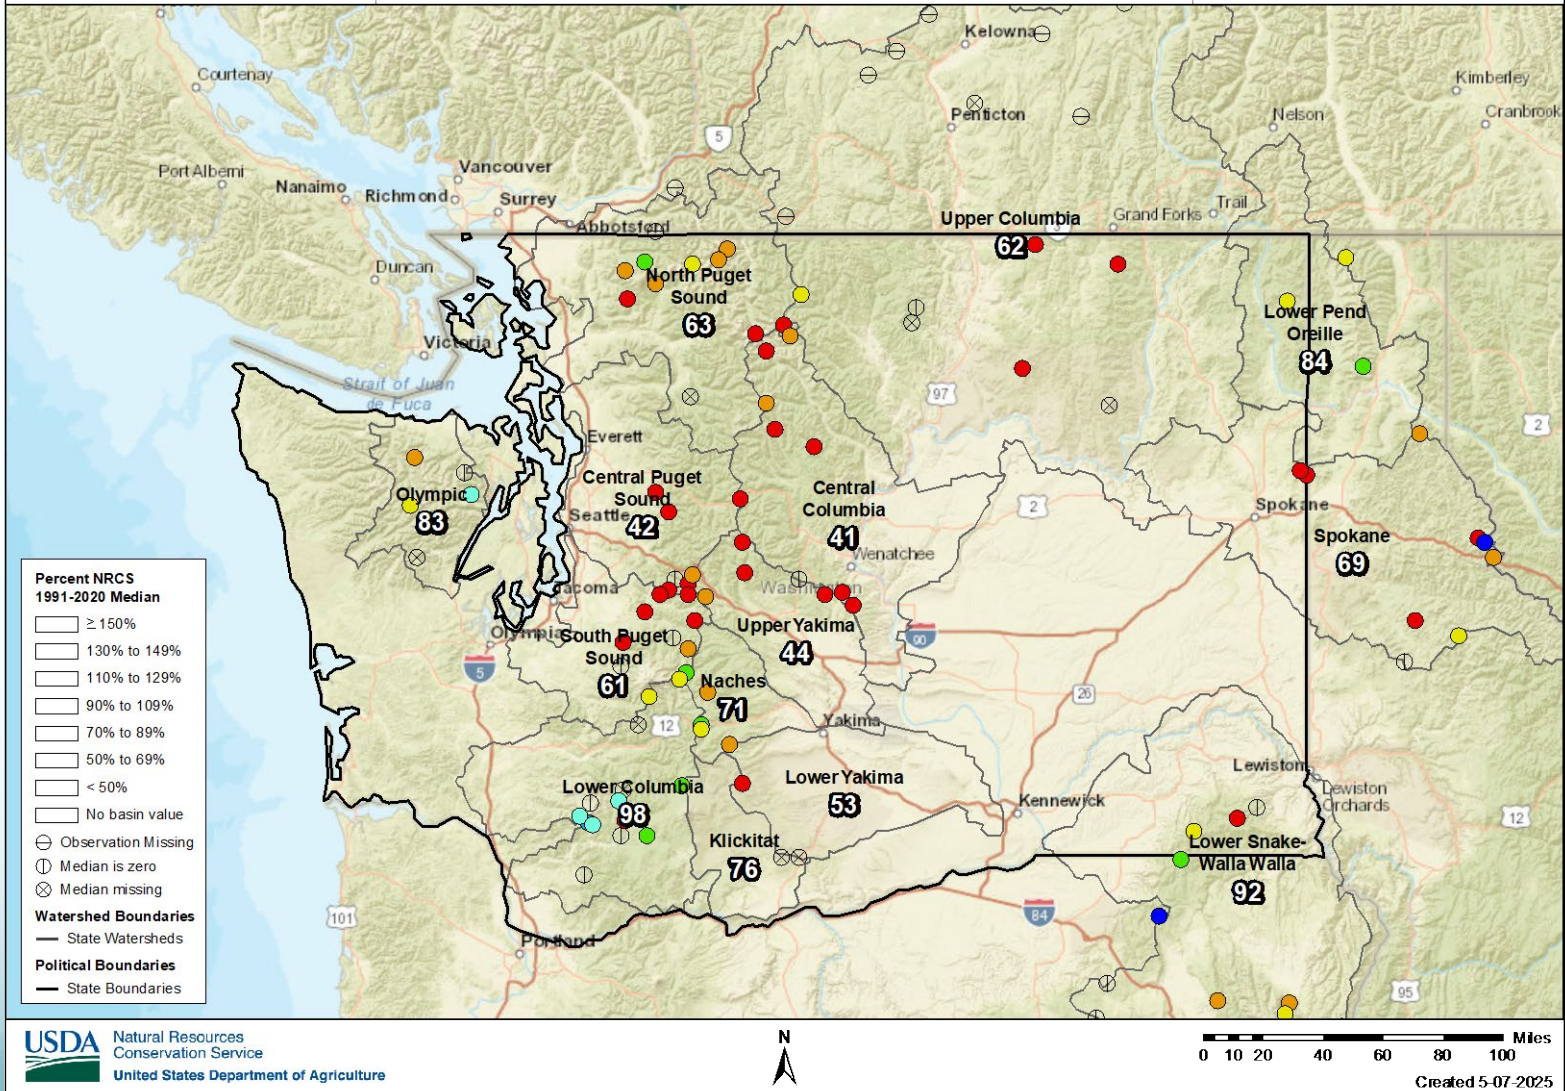 Kelowna
Courtenay
Kimberley
Penticton
Nelson
Cranbrook
5
Port Alberni
Vancouver
Nanaimo
Richmond
Surrey
Trail
Upper Columbia
Grand Forks
Abbotsford
62
3
Duncan
North Puget
Sound
63
Lower Pend
Oreille
84
Victoria
Strait of Juan
de Fuca
97
2
Everett
Central Puget
Sound
42
Olympic
83
Seattle
Central
Columbia
41
2
Spokane
Spokane
69
Wenatchee
Tacoma
Washington
Olympia
South Puget
Sound
61
Upper Yakima
44
90
5
Naches
71
26
12
Yakima
Lower Columbia
98
Lower Yakima
53
Lewiston
Lewiston
Orchards
Kennewick
12
Klickitat
76
Lower Snake-
Walla Walla
92
101
84
Portland
95
Percent NRCS
1991-2020 Median
≥ 150%
130% to 149%
110% to 129%
90% to 109%
70% to 89%
50% to 69%
< 50%
No basin value
Observation Missing
Median is zero
Median missing
Watershed Boundaries
State Watersheds
Political Boundaries
State Boundaries
USDA
Natural Resources
Conservation Service
United States Department of Agriculture
N
Miles
0 10 20 40 60 80 100
Created 5-07-2025